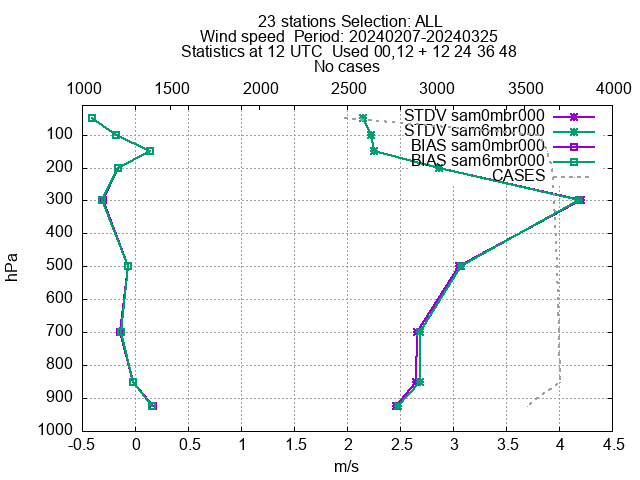 23 stations Selection: ALL
Wind speed  Period: 20240207-20240325
Statistics at 12 UTC  Used 00,12 + 12 24 36 48
No cases
1000 1500 2000 2500 3000 3500 4000
STDV sam0mbr000
STDV sam6mbr000
BIAS sam0mbr000
BIAS sam6mbr000
CASES
hPa
100
200
300
400
500
600
700
800
900
1000
-0.5 0 0.5 1 1.5 2 2.5 3 3.5 4 4.5
m/s